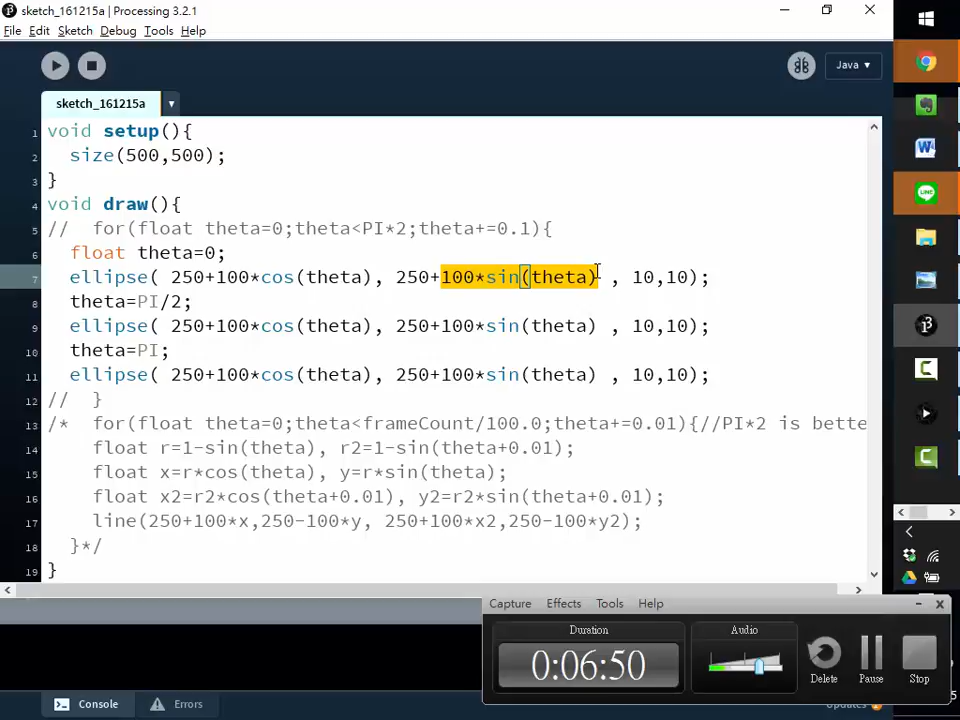 sketch_161215a | Processing 3.2.1
File Edit Sketch Debug Tools Help
Java ▾
sketch_161215a
1 void setup(){
2   size(500,500);
3 }
4 void draw(){
5 //  for(float theta=0;theta<PI*2;theta+=0.1){
6   float theta=0;
7   ellipse( 250+100*cos(theta), 250+100*sin(theta) , 10,10);
8   theta=PI/2;
9   ellipse( 250+100*cos(theta), 250+100*sin(theta) , 10,10);
10   theta=PI;
11   ellipse( 250+100*cos(theta), 250+100*sin(theta) , 10,10);
12 //  }
13 /*  for(float theta=0;theta<frameCount/100.0;theta+=0.01){//PI*2 is bette
14     float r=1-sin(theta), r2=1-sin(theta+0.01);
15     float x=r*cos(theta), y=r*sin(theta);
16     float x2=r2*cos(theta+0.01), y2=r2*sin(theta+0.01);
17     line(250+100*x,250-100*y, 250+100*x2,250-100*y2);
18   }*/
19 }
Capture Effects Tools Help
Duration
0:06:50
Audio
Delete
Pause
Stop
Console
Errors
Updates